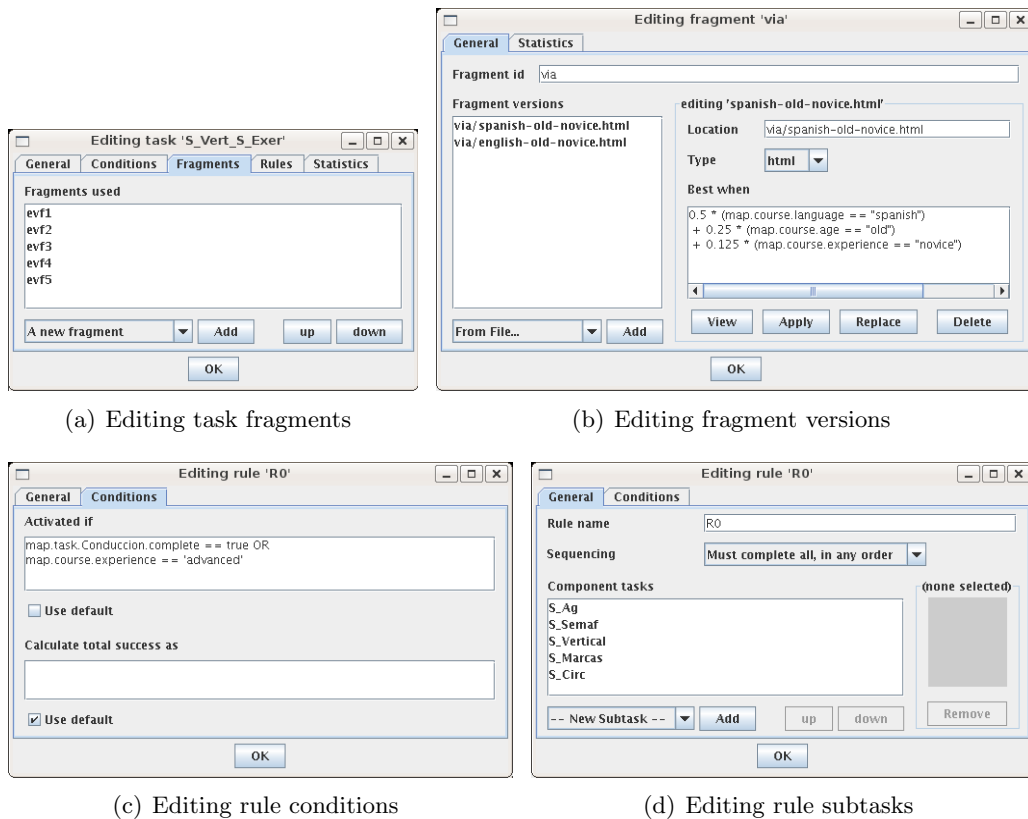 Editing task 'S_Vert_S_Exer'
General Conditions Fragments Rules Statistics
Fragments used
evf1
evf2
evf3
evf4
evf5
A new fragment Add up down
OK
(a) Editing task fragments
Editing fragment 'via'
General Statistics
Fragment id via
Fragment versions
via/spanish-old-novice.html
via/english-old-novice.html
From File... Add
editing 'spanish-old-novice.html'
Location via/spanish-old-novice.html
Type html
Best when
0.5 * (map.course.language == "spanish")
+ 0.25 * (map.course.age == "old")
+ 0.125 * (map.course.experience == "novice")
View Apply Replace Delete
OK
(b) Editing fragment versions
Editing rule 'R0'
General Conditions
Activated if
map.task.Conduccion.complete == true OR
map.course.experience == 'advanced'
Use default
Calculate total success as
Use default
OK
(c) Editing rule conditions
Editing rule 'R0'
General Conditions
Rule name R0
Sequencing Must complete all, in any order
Component tasks
S_Ag
S_Semaf
S_Vertical
S_Marcas
S_Circ
-- New Subtask -- Add up down
(none selected)
Remove
OK
(d) Editing rule subtasks